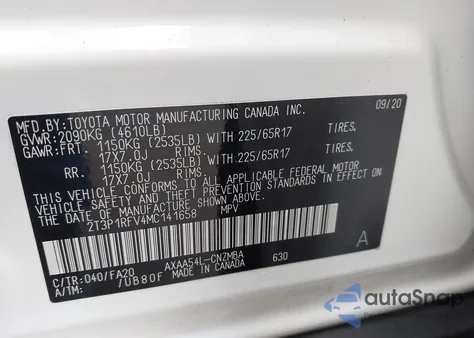 MFD. BY: TOYOTA MOTOR MANUFACTURING CANADA INC. 09/20
GVWR: 2090KG (4610LB)
GAWR: FRT. 1150KG (2535LB) WITH 225/65R17 TIRES,
17X7.0J RIMS,
RR. 1150KG (2535LB) WITH 225/65R17 TIRES,
17X7.0J RIMS,
THIS VEHICLE CONFORMS TO ALL APPLICABLE FEDERAL MOTOR
VEHICLE SAFETY
THEFT PREVENTION STANDARDS IN EFFECT ON THE DATE OF
MANUFACTURE SHOWN ABOVE.
2T3P1RFV4MC141658 MPV
A
C/TR: 040/FA20 AXAA54L-CNZMBA 630
A/TM: /UB80F MADE IN CANADA
autoSnap